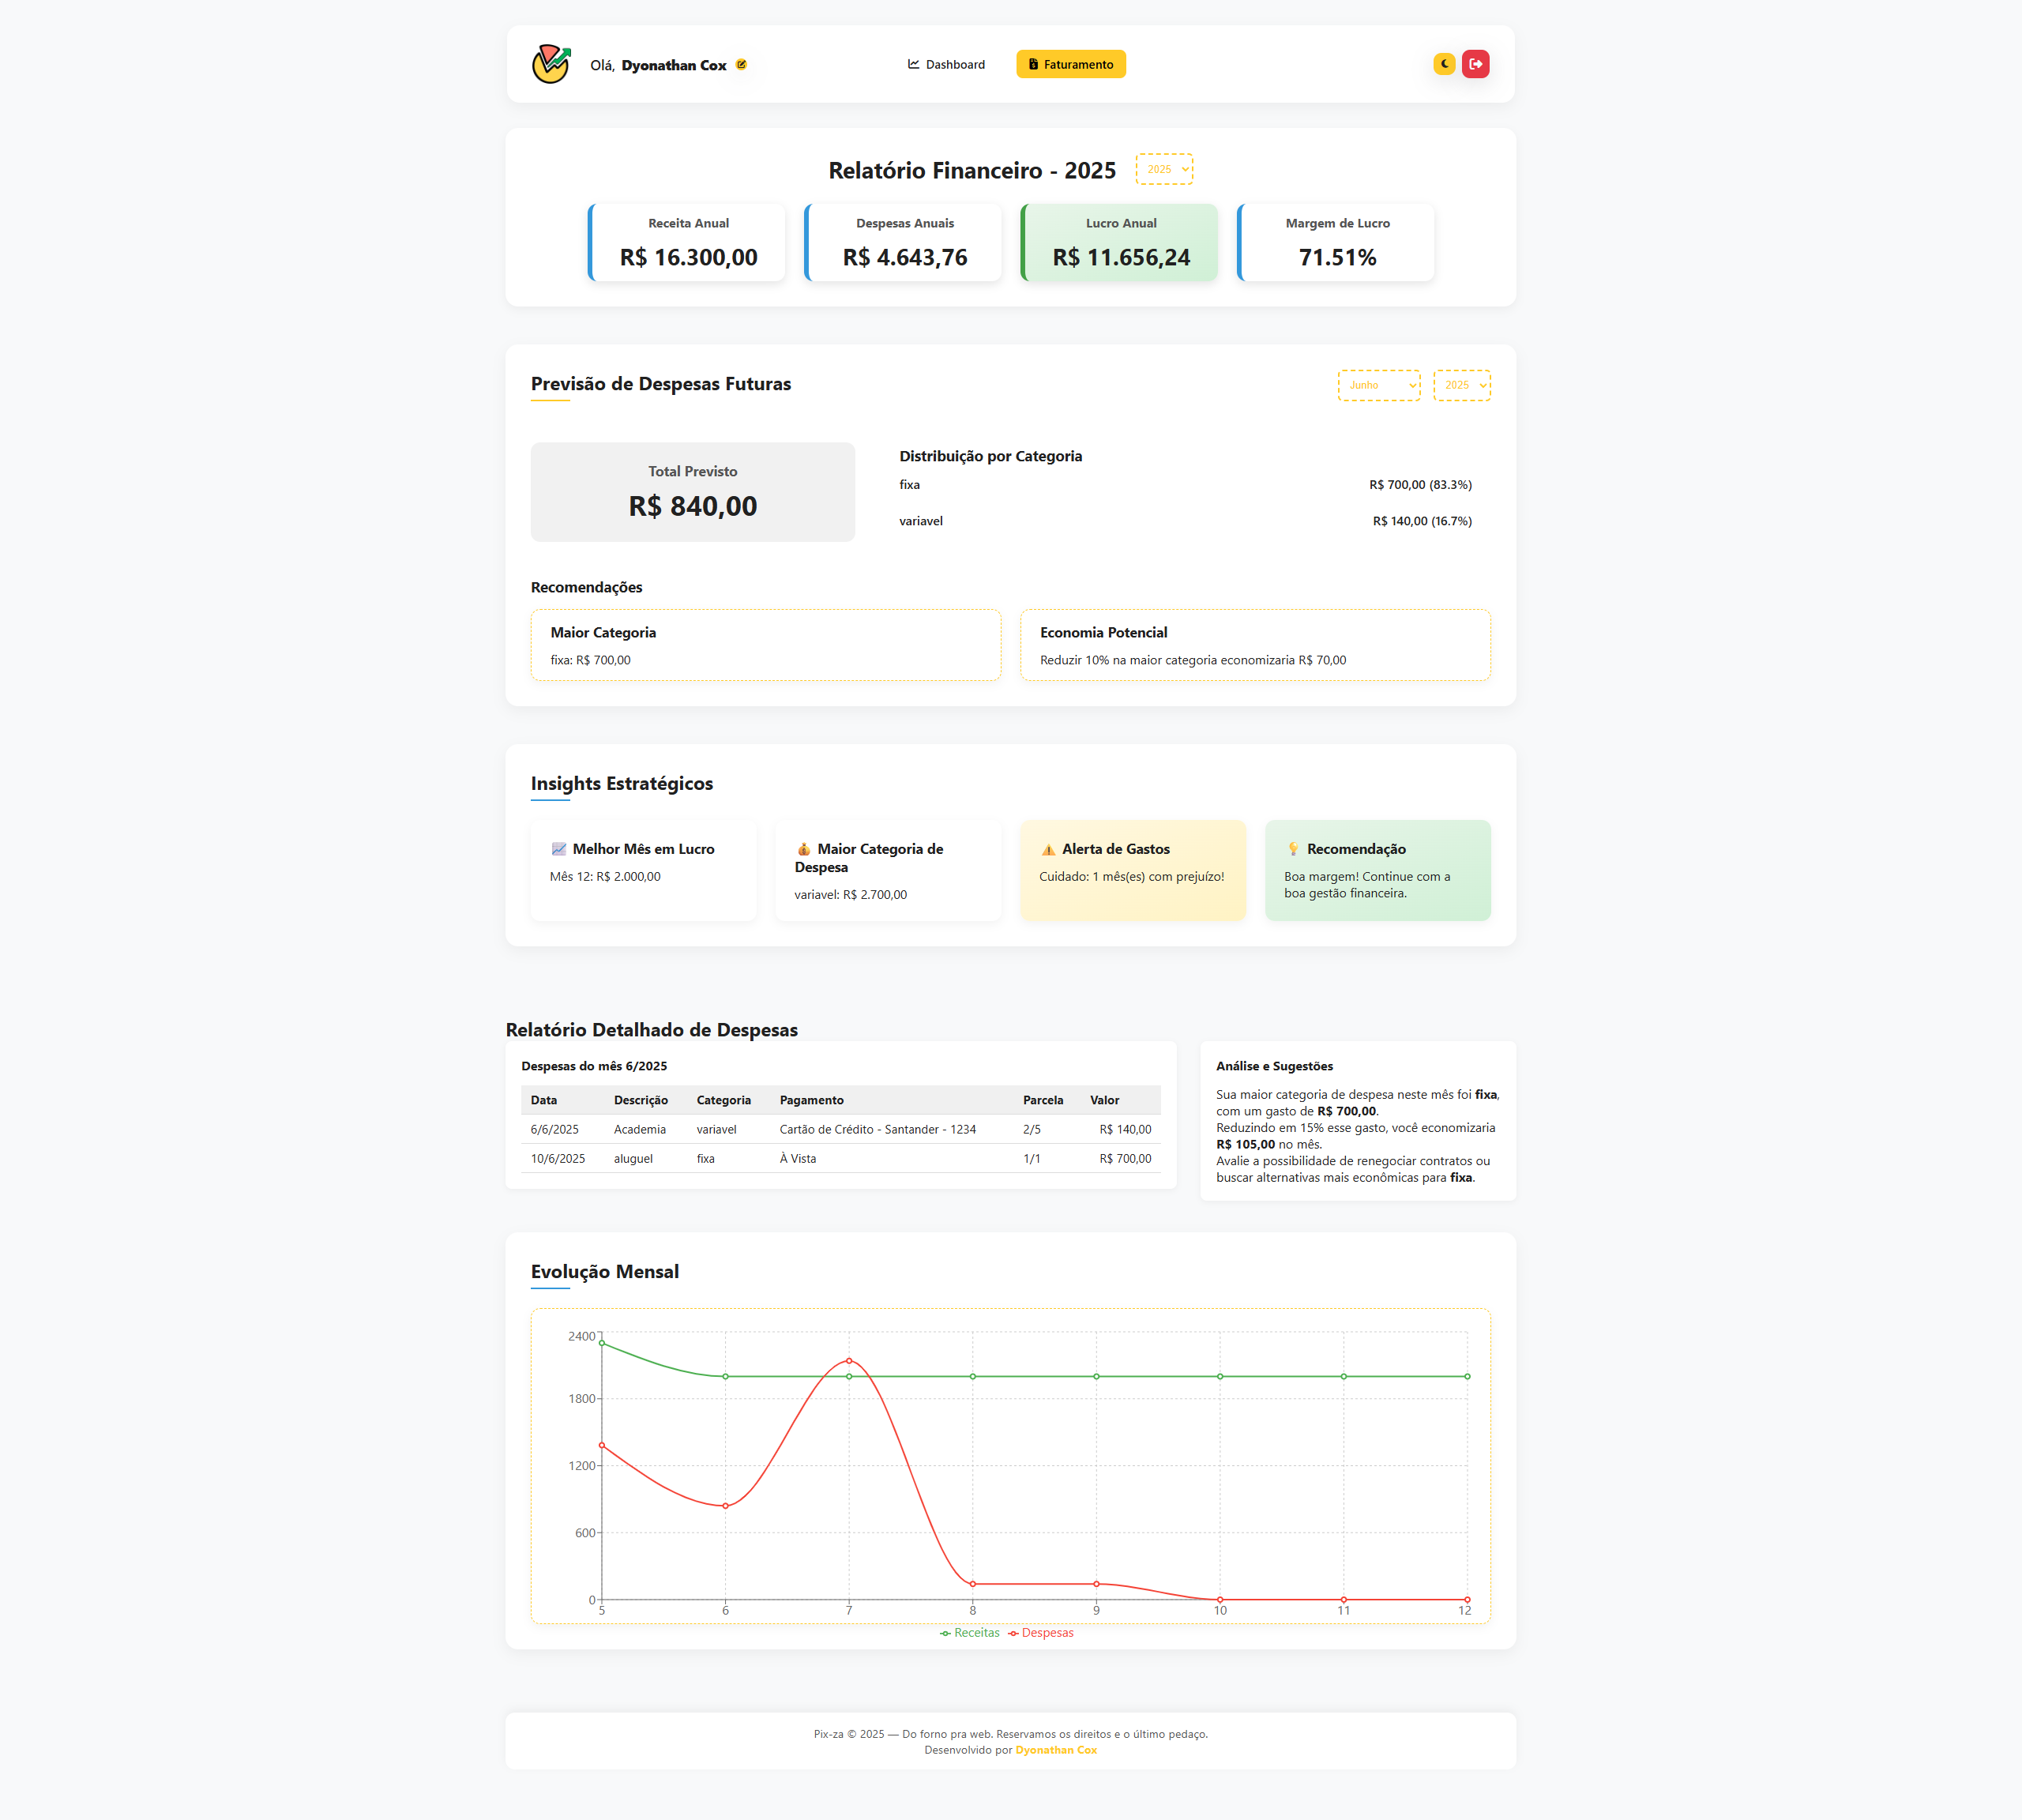 Olá, Dyonathan Cox
Dashboard
Faturamento
Relatório Financeiro - 2025
2025
Receita Anual
R$ 16.300,00
Despesas Anuais
R$ 4.643,76
Lucro Anual
R$ 11.656,24
Margem de Lucro
71.51%
Previsão de Despesas Futuras
Junho
2025
Total Previsto
R$ 840,00
Distribuição por Categoria
fixa R$ 700,00 (83.3%)
variavel R$ 140,00 (16.7%)
Recomendações
Maior Categoria
fixa: R$ 700,00
Economia Potencial
Reduzir 10% na maior categoria economizaria R$ 70,00
Insights Estratégicos
Melhor Mês em Lucro
Mês 12: R$ 2.000,00
Maior Categoria de
Despesa
variavel: R$ 2.700,00
Alerta de Gastos
Cuidado: 1 mês(es) com prejuízo!
Recomendação
Boa margem! Continue com a
boa gestão financeira.
Relatório Detalhado de Despesas
Despesas do mês 6/2025
Data Descrição Categoria Pagamento Parcela Valor
6/6/2025 Academia variavel Cartão de Crédito - Santander - 1234 2/5 R$ 140,00
10/6/2025 aluguel fixa À Vista 1/1 R$ 700,00
Análise e Sugestões
Sua maior categoria de despesa neste mês foi fixa,
com um gasto de R$ 700,00.
Reduzindo em 15% esse gasto, você economizaria
R$ 105,00 no mês.
Avalie a possibilidade de renegociar contratos ou
buscar alternativas mais econômicas para fixa.
Evolução Mensal
2400
1800
1200
600
0
5 6 7 8 9 10 11 12
Receitas Despesas
Pix-za © 2025 — Do forno pra web. Reservamos os direitos e o último pedaço.
Desenvolvido por Dyonathan Cox